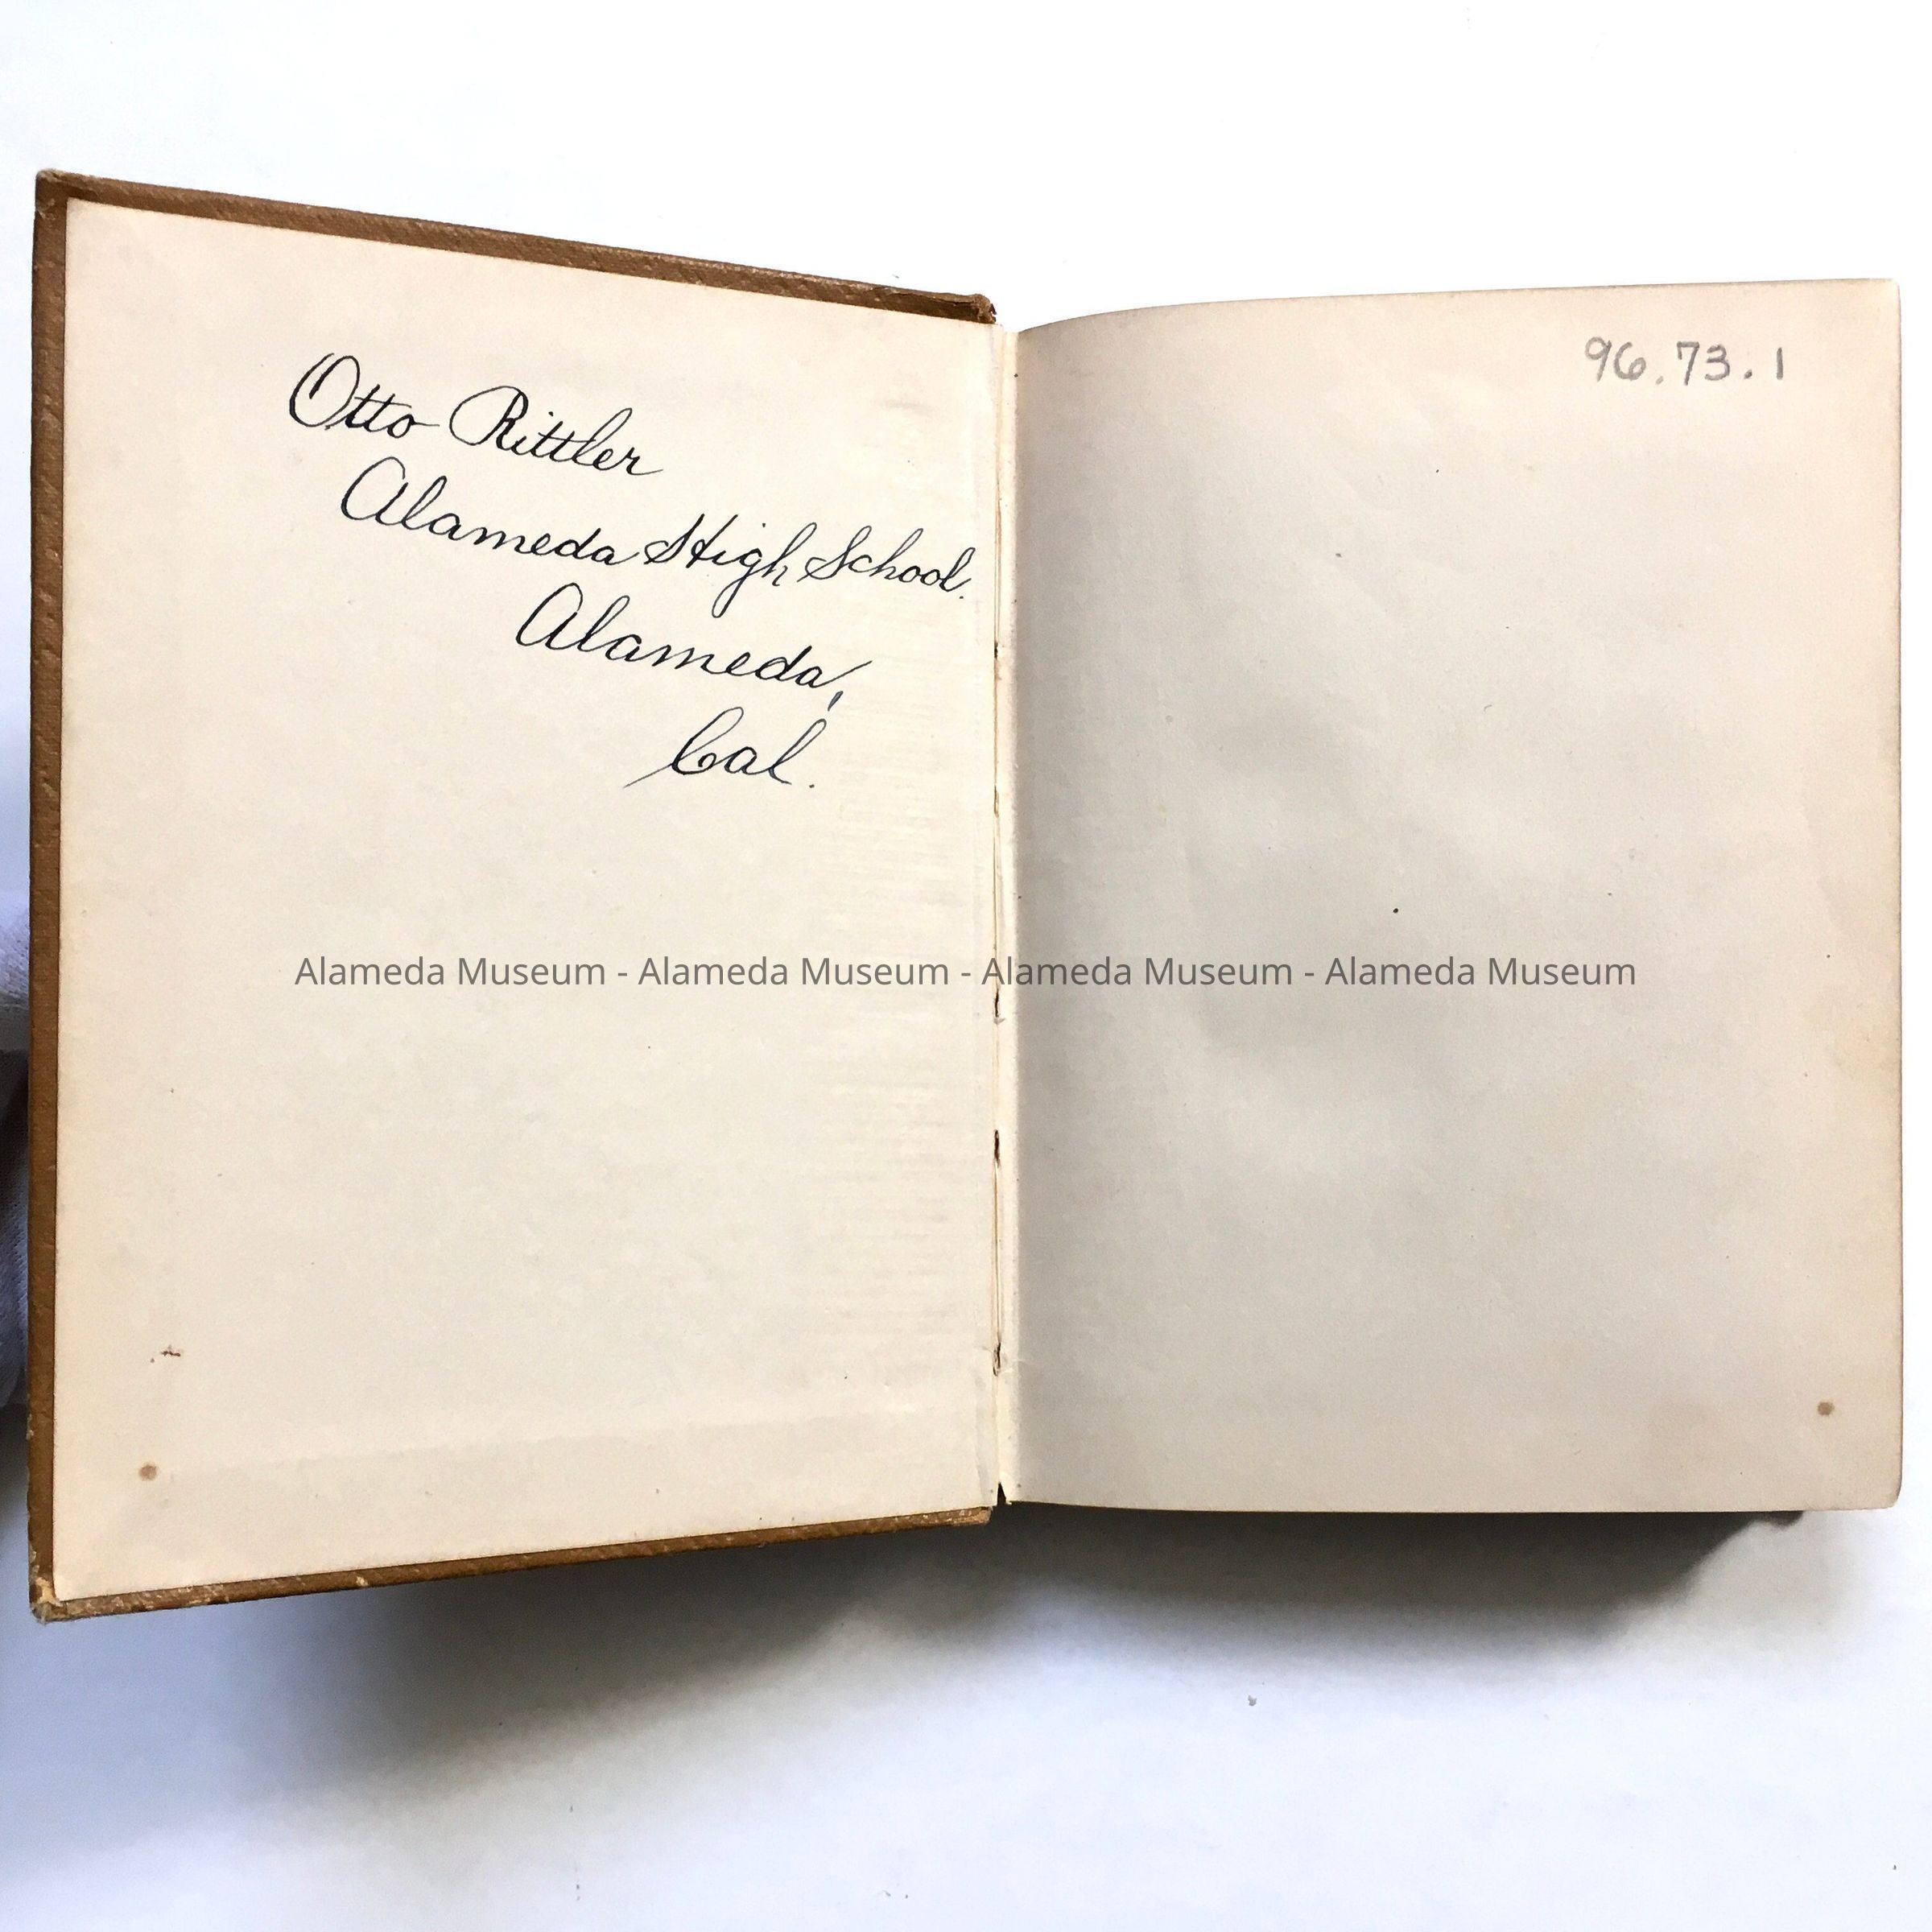 Otto Rittler
Alameda High School.
Alameda,
Cal.
96.73.1
Alameda Museum - Alameda Museum - Alameda Museum - Alameda Museum